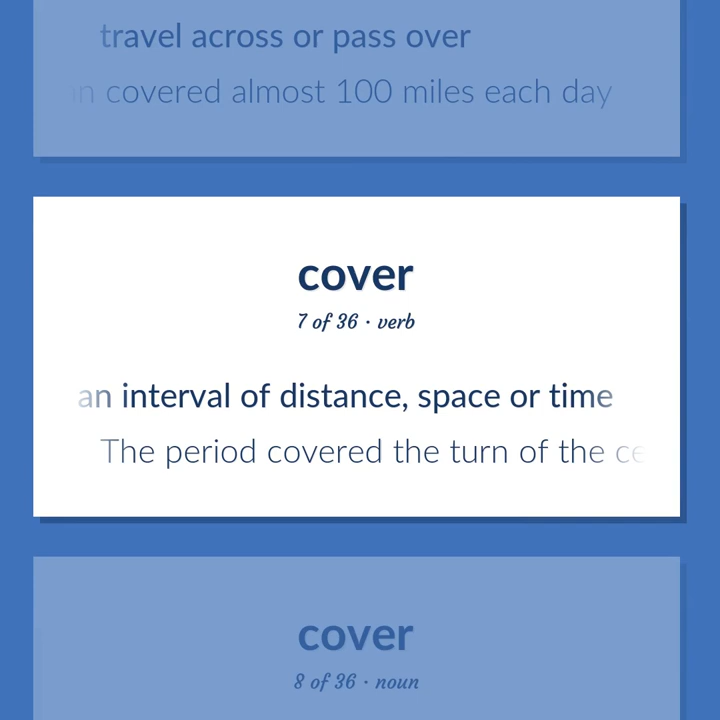 travel across or pass over
covered almost 100 miles each day
cover
7 of 36 · verb
an interval of distance, space or time
The period covered the turn of the
cover
8 of 36 · noun